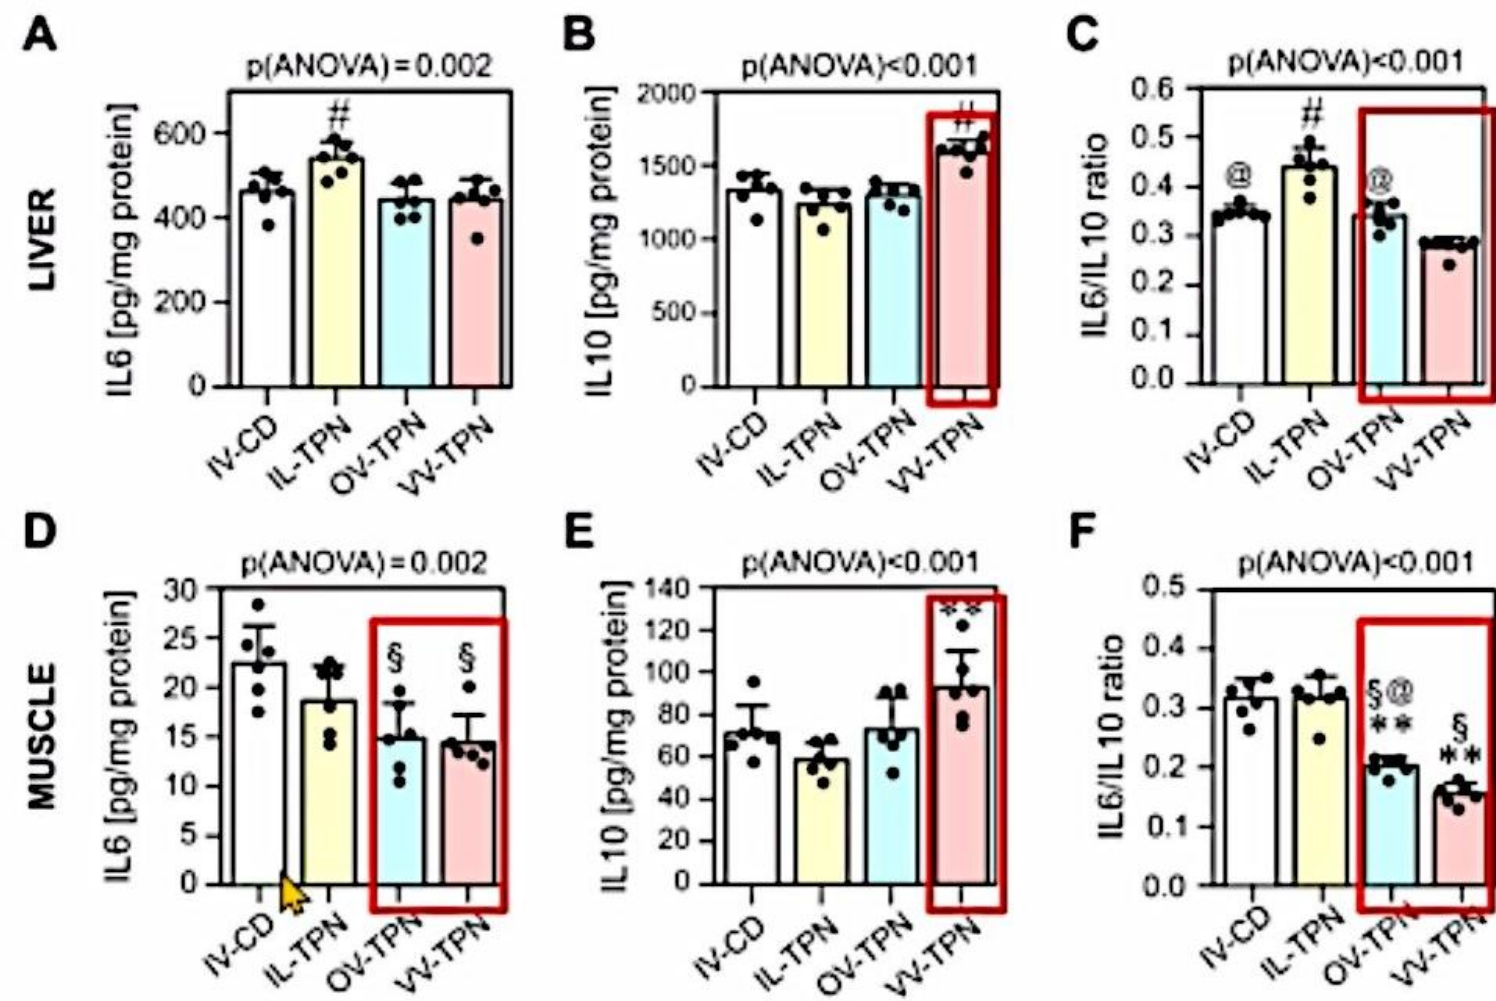 A
p(ANOVA)=0.002
LIVER
IL6 [pg/mg protein]
600
400
200
0
#
IV-CD
IL-TPN
OV-TPN
VV-TPN
B
p(ANOVA)<0.001
IL10 [pg/mg protein]
2000
1500
1000
500
0
#
IV-CD
IL-TPN
OV-TPN
VV-TPN
C
p(ANOVA)<0.001
IL6/IL10 ratio
0.6
0.5
0.4
0.3
0.2
0.1
0.0
@
#
@
IV-CD
IL-TPN
OV-TPN
VV-TPN
D
p(ANOVA)=0.002
MUSCLE
IL6 [pg/mg protein]
30
25
20
15
10
5
0
§
§
IV-CD
IL-TPN
OV-TPN
VV-TPN
E
p(ANOVA)<0.001
IL10 [pg/mg protein]
140
120
100
80
60
40
20
0
**
IV-CD
IL-TPN
OV-TPN
VV-TPN
F
p(ANOVA)<0.001
IL6/IL10 ratio
0.5
0.4
0.3
0.2
0.1
0.0
§@
**
§
**
IV-CD
IL-TPN
OV-TPN
VV-TPN